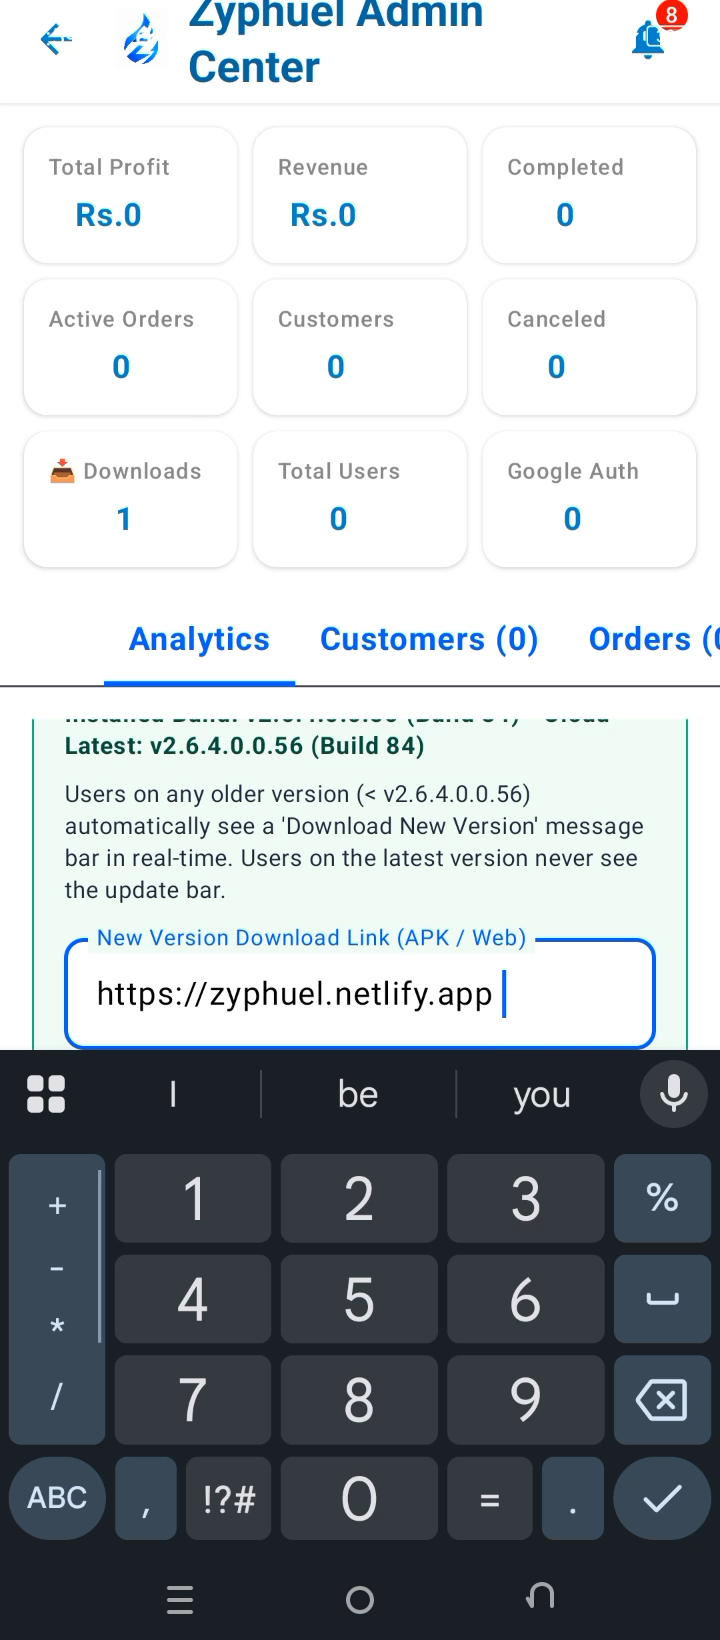 Zyphuel Admin
Center
8
Total Profit
Rs.0
Revenue
Rs.0
Completed
0
Active Orders
0
Customers
0
Canceled
0
📥 Downloads
1
Total Users
0
Google Auth
0
Analytics
Customers (0)
Orders (0
Latest: v2.6.4.0.0.56 (Build 84)
Users on any older version (< v2.6.4.0.0.56)
automatically see a 'Download New Version' message
bar in real-time. Users on the latest version never see
the update bar.
New Version Download Link (APK / Web)
https://zyphuel.netlify.app
I be you
+ 1 2 3 %
-
* 4 5 6
/ 7 8 9
ABC , !?# 0 = .